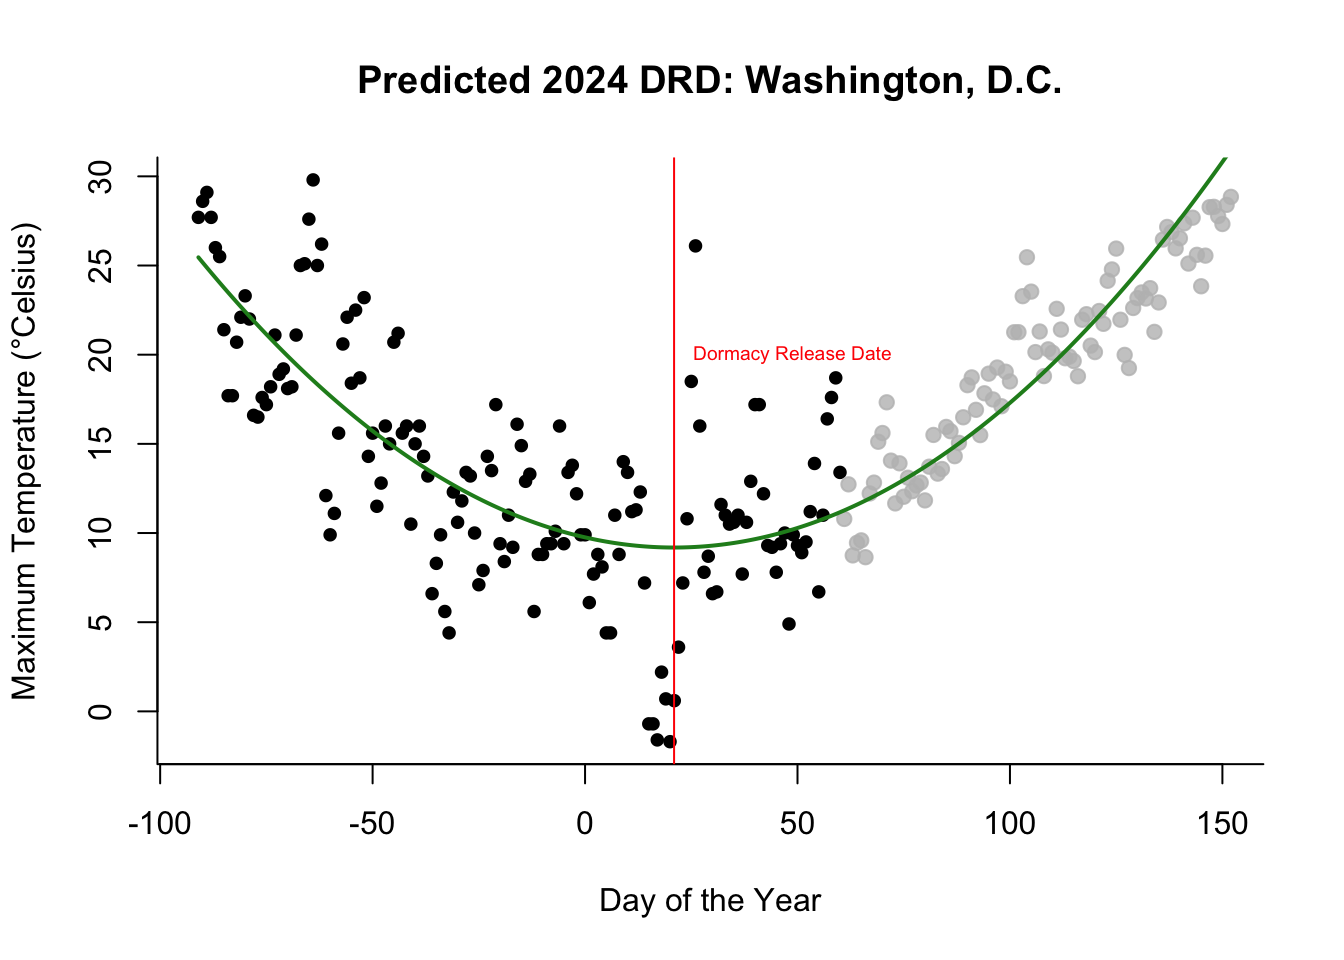 Predicted 2024 DRD: Washington, D.C.
Maximum Temperature (°Celsius)
30
25
20
15
10
5
0
Dormacy Release Date
-100 -50 0 50 100 150
Day of the Year